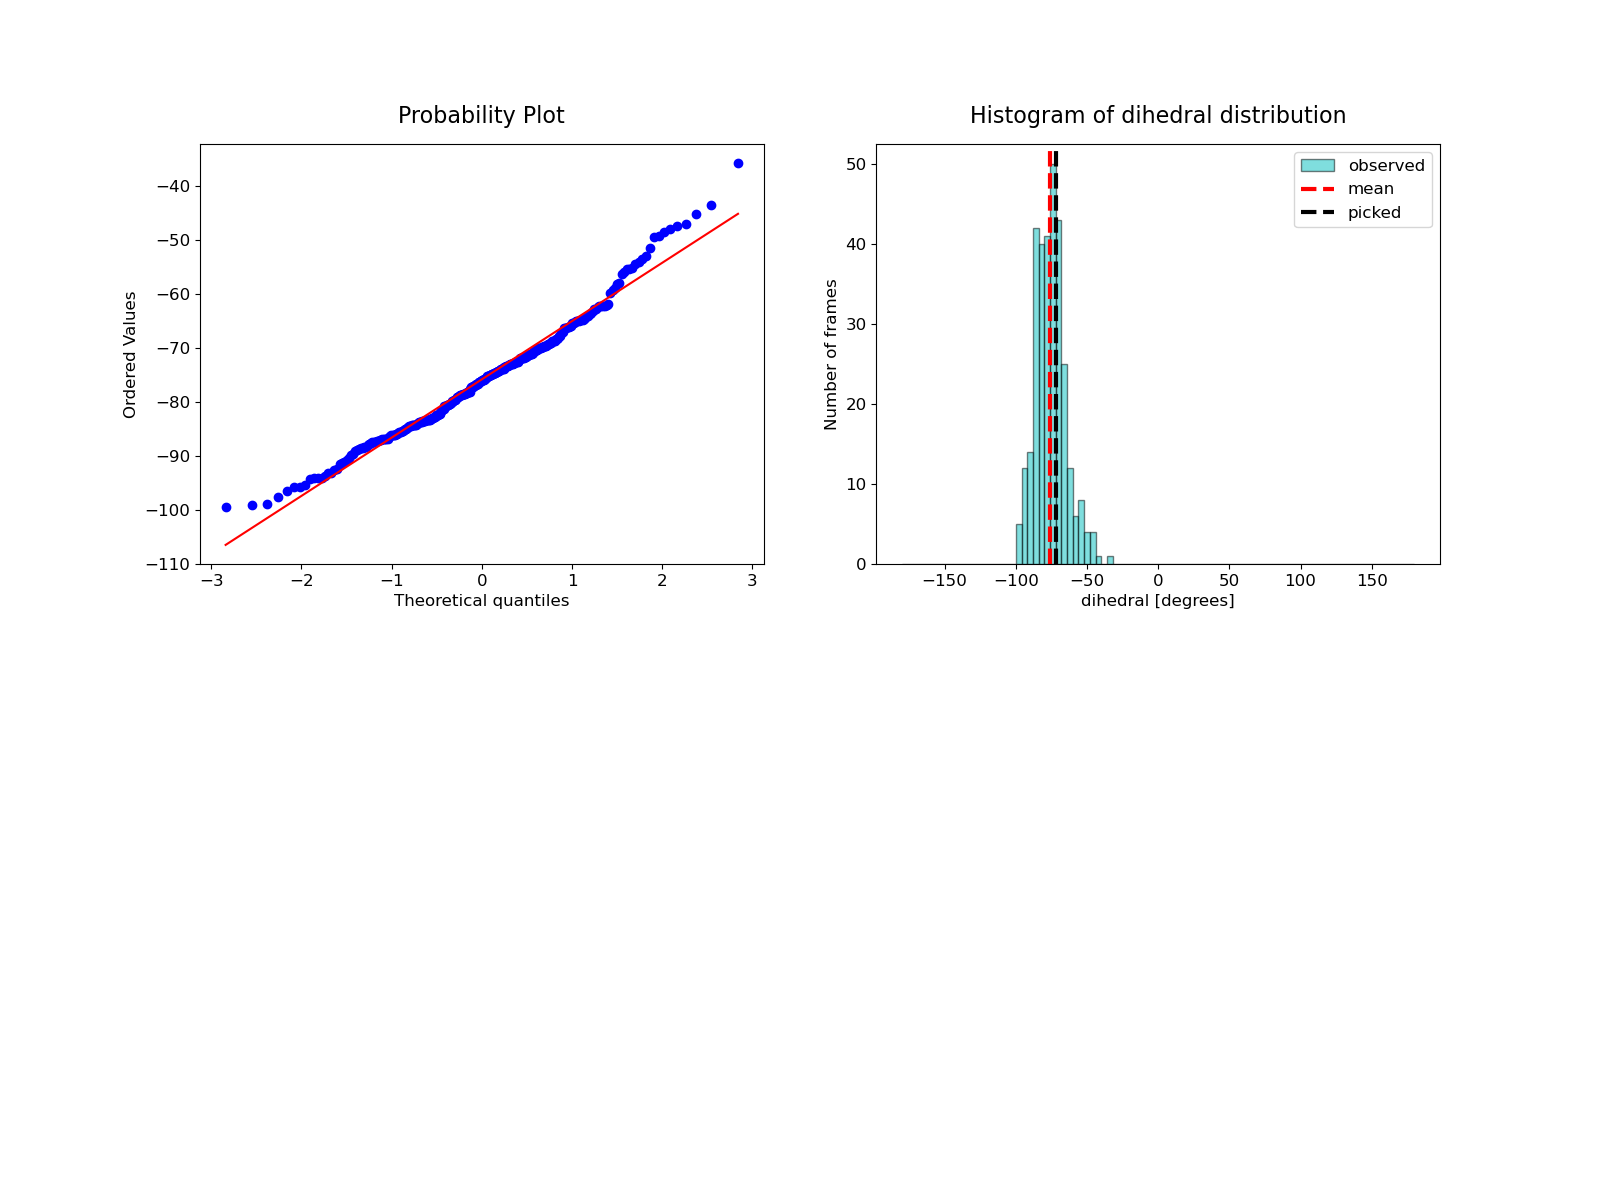 Probability Plot
Ordered Values
−40
−50
−60
−70
−80
−90
−100
−110
−3 −2 −1 0 1 2 3
Theoretical quantiles
Histogram of dihedral distribution
Number of frames
50
40
30
20
10
0
−150 −100 −50 0 50 100 150
dihedral [degrees]
observed
mean
picked